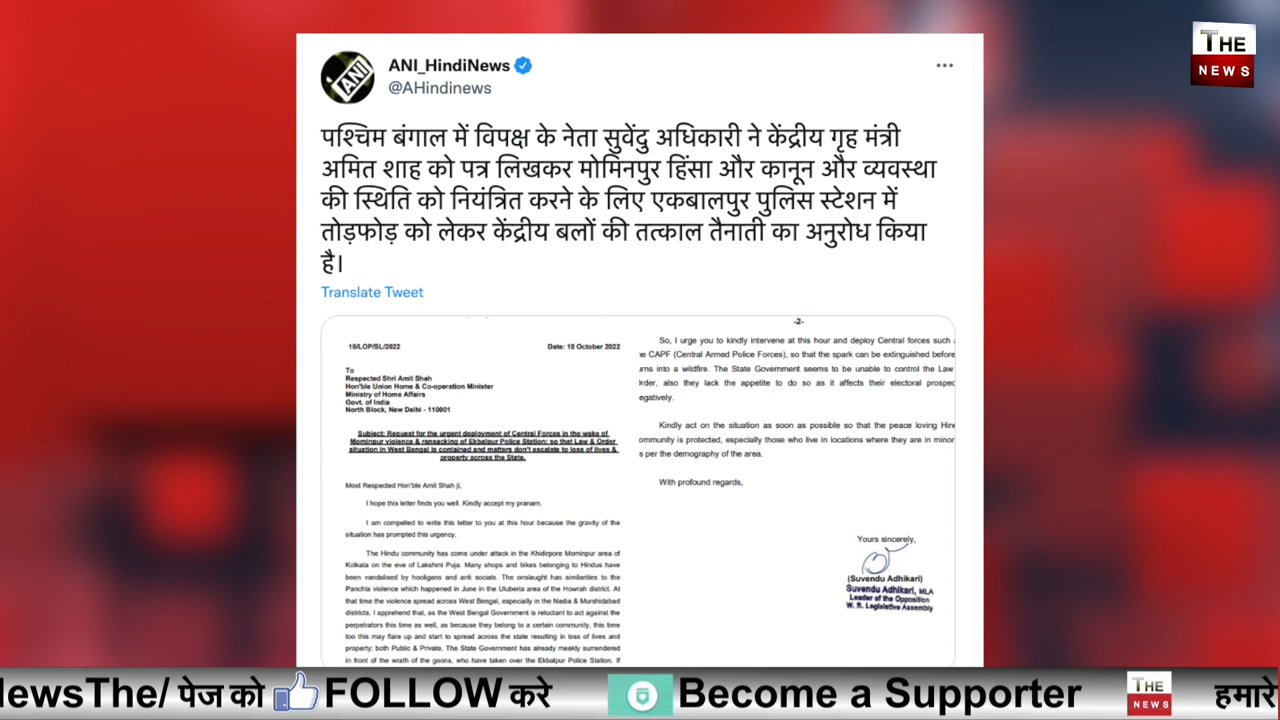 THE
NEWS
ANI_HindiNews
@AHindinews
पश्चिम बंगाल में विपक्ष के नेता सुवेंदु अधिकारी ने केंद्रीय गृह मंत्री
अमित शाह को पत्र लिखकर मोमिनपुर हिंसा और कानून और व्यवस्था
की स्थिति को नियंत्रित करने के लिए एकबालपुर पुलिस स्टेशन में
तोड़फोड़ को लेकर केंद्रीय बलों की तत्काल तैनाती का अनुरोध किया
है।
Translate Tweet
18/LOP/SL/2022 Date: 10 October 2022
To
Respected Shri Amit Shah
Hon'ble Union Home & Co-operation Minister
Ministry of Home Affairs
Govt. of India
North Block, New Delhi - 110001
Subject: Request for the urgent deployment of Central Forces in the wake of
Mominpur violence & ransacking of Ekbalpur Police Station; so that Law & Order
situation in West Bengal is contained and matters don't escalate to loss of lives &
property across the State.
Most Respected Hon'ble Amit Shah ji,
I hope this letter finds you well. Kindly accept my pranam.
I am compelled to write this letter to you at this hour because the gravity of the
situation has prompted this urgency.
The Hindu community has come under attack in the Khidirpore Mominpur area of
Kolkata on the eve of Lakshmi Puja. Many shops and bikes belonging to Hindus have
been vandalised by hooligans and anti socials. The onslaught has similarities to the
Panchla violence which happened in June in the Uluberia area of the Howrah district. At
that time the violence spread across West Bengal, especially in the Nadia & Murshidabad
districts. I apprehend that, as the West Bengal Government is reluctant to act against the
perpetrators this time as well, as because they belong to a certain community, this time
too this may flare up and start to spread across the state resulting in loss of lives and
property; both Public & Private. The State Government has already meekly surrendered
in front of the wrath of the goons, who have taken over the Ekbalpur Police Station. If
-2-
So, I urge you to kindly intervene at this hour and deploy Central forces such
CAPF (Central Armed Police Forces), so that the spark can be extinguished before
into a wildfire. The State Government seems to be unable to control the Law
also they lack the appetite to do so as it affects their electoral
Kindly act on the situation as soon as possible so that the peace loving
is protected, especially those who live in locations where they are in
per the demography of the area.
With profound regards,
Yours sincerely,
(Suvendu Adhikari)
Suvendu Adhikari, MLA
Leader of the Opposition
W. B. Legislative Assembly
NewsThe/ पेज को FOLLOW करे Become a Supporter THE NEWS हमारे